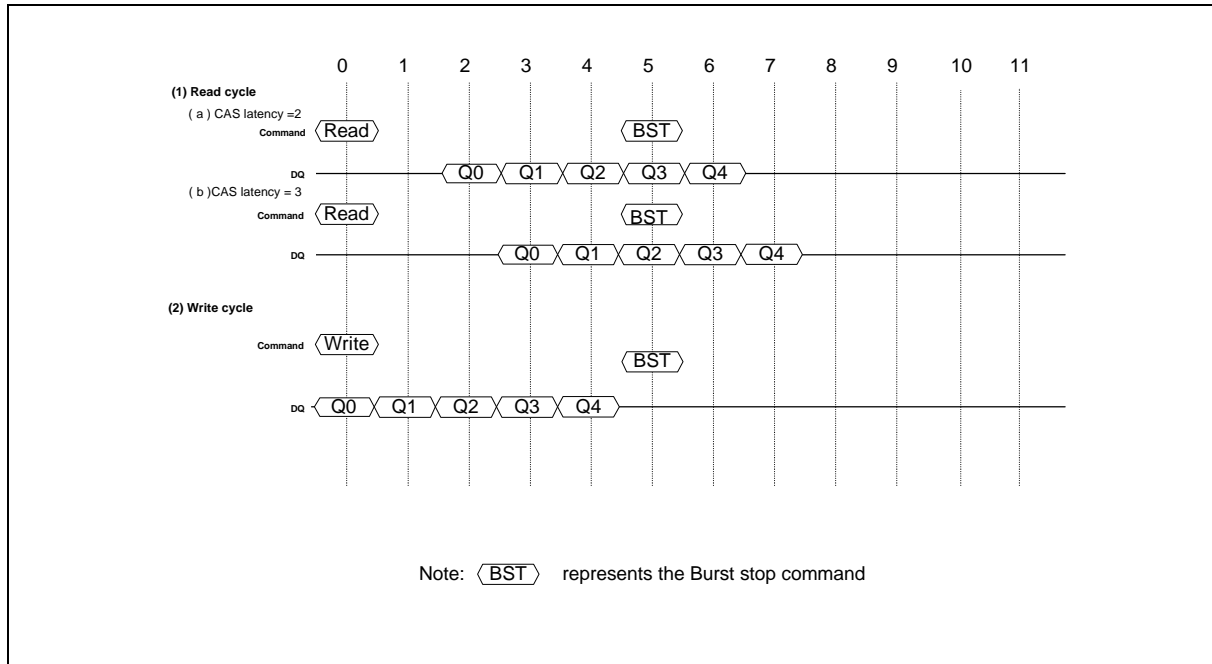 0 1 2 3 4 5 6 7 8 9 10 11
(1) Read cycle
( a ) CAS latency =2
Command Read BST
DQ Q0 Q1 Q2 Q3 Q4
( b )CAS latency = 3
Command Read BST
DQ Q0 Q1 Q2 Q3 Q4
(2) Write cycle
Command Write BST
DQ Q0 Q1 Q2 Q3 Q4
Note: BST represents the Burst stop command